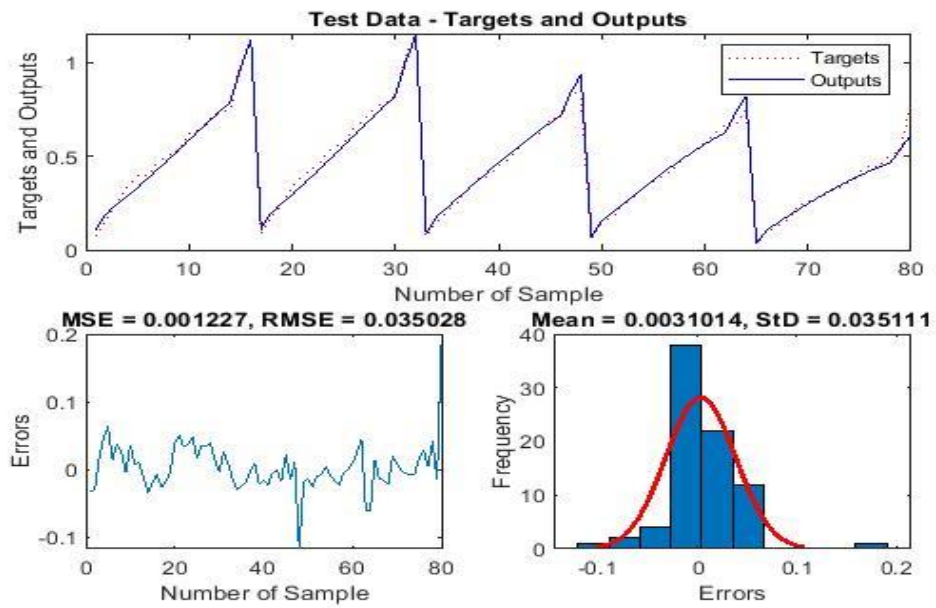 Test Data - Targets and Outputs
Targets and Outputs
1
0.5
0
Targets
Outputs
0 10 20 30 40 50 60 70 80
Number of Sample
MSE = 0.001227, RMSE = 0.035028
Errors
0.2
0.1
0
-0.1
0 20 40 60 80
Number of Sample
Mean = 0.0031014, StD = 0.035111
Frequency
40
30
20
10
0
-0.1 0 0.1 0.2
Errors